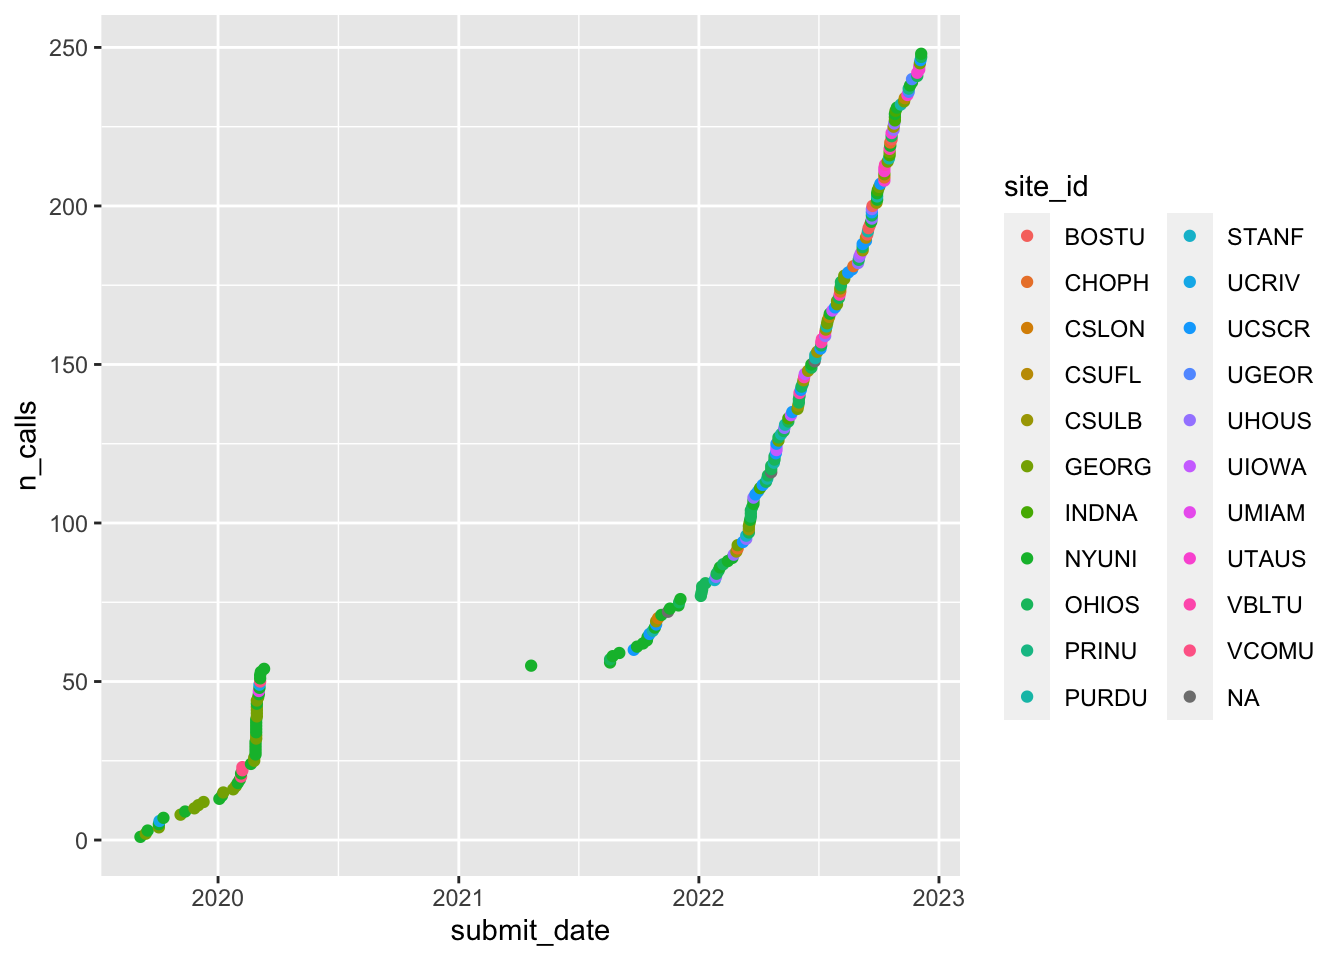 250
200
150
100
50
0
n_calls
2020 2021 2022 2023
submit_date
site_id
BOSTU STANF
CHOPH UCRIV
CSLON UCSCR
CSUFL UGEOR
CSULB UHOUS
GEORG UIOWA
INDNA UMIAM
NYUNI UTAUS
OHIOS VBLTU
PRINU VCOMU
PURDU NA